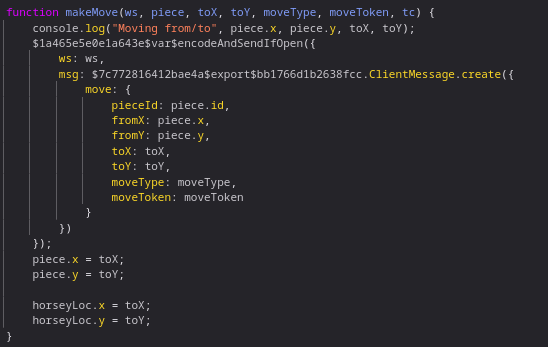 function makeMove(ws, piece, toX, toY, moveType, moveToken, tc) {
    console.log("Moving from/to", piece.x, piece.y, toX, toY);
    $1a465e5e0e1a643e$var$encodeAndSendIfOpen({
        ws: ws,
        msg: $7c772816412bae4a$export$bb1766d1b2638fcc.ClientMessage.create({
            move: {
                pieceId: piece.id,
                fromX: piece.x,
                fromY: piece.y,
                toX: toX,
                toY: toY,
                moveType: moveType,
                moveToken: moveToken
            }
        })
    });
    piece.x = toX;
    piece.y = toY;

    horseyLoc.x = toX;
    horseyLoc.y = toY;
}